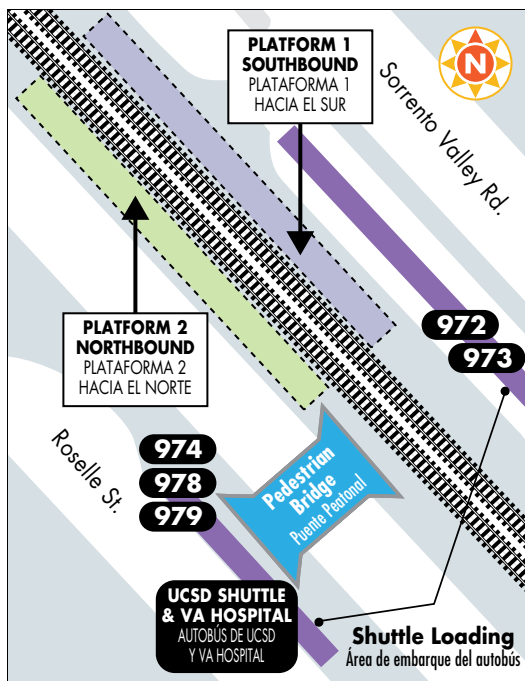 PLATFORM 1
SOUTHBOUND
PLATAFORMA 1
HACIA EL SUR
N
Sorrento Valley Rd.
PLATFORM 2
NORTHBOUND
PLATAFORMA 2
HACIA EL NORTE
972
973
Roselle St.
974
978
979
Pedestrian
Bridge
Puente Peatonal
UCSD SHUTTLE
& VA HOSPITAL
AUTOBÚS DE UCSD
Y VA HOSPITAL
Shuttle Loading
Área de embarque del autobús